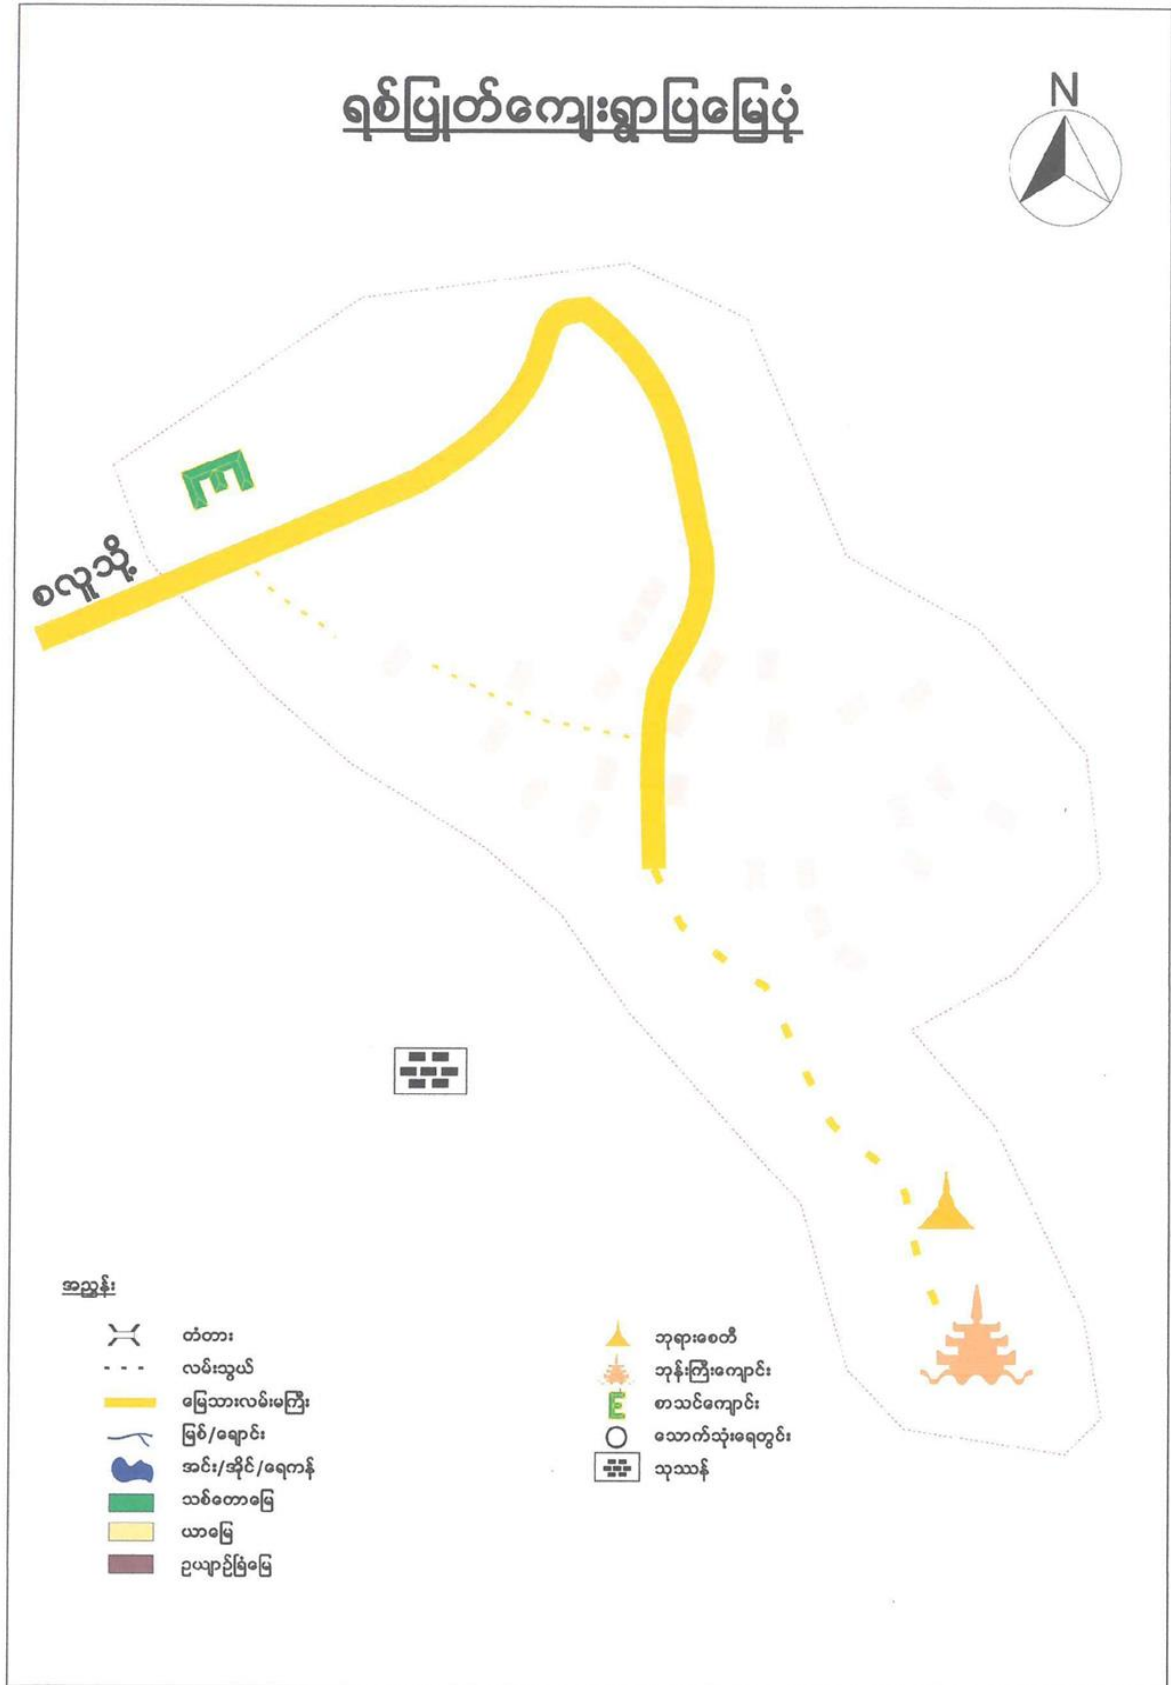 ရစ်ပြုတ်ကျေးရွာပြမြေပုံ
N
စလူသို့
အညွှန်း
တံတား
လမ်းသွယ်
မြေသားလမ်းမကြီး
မြစ်/ချောင်း
အင်း/အိုင်/ရေကန်
သစ်တောမြေ
ယာမြေ
ဥယျာဉ်ခြံမြေ
ဘုရားစေတီ
ဘုန်းကြီးကျောင်း
E စာသင်ကျောင်း
သောက်သုံးရေတွင်း
သုဿန်